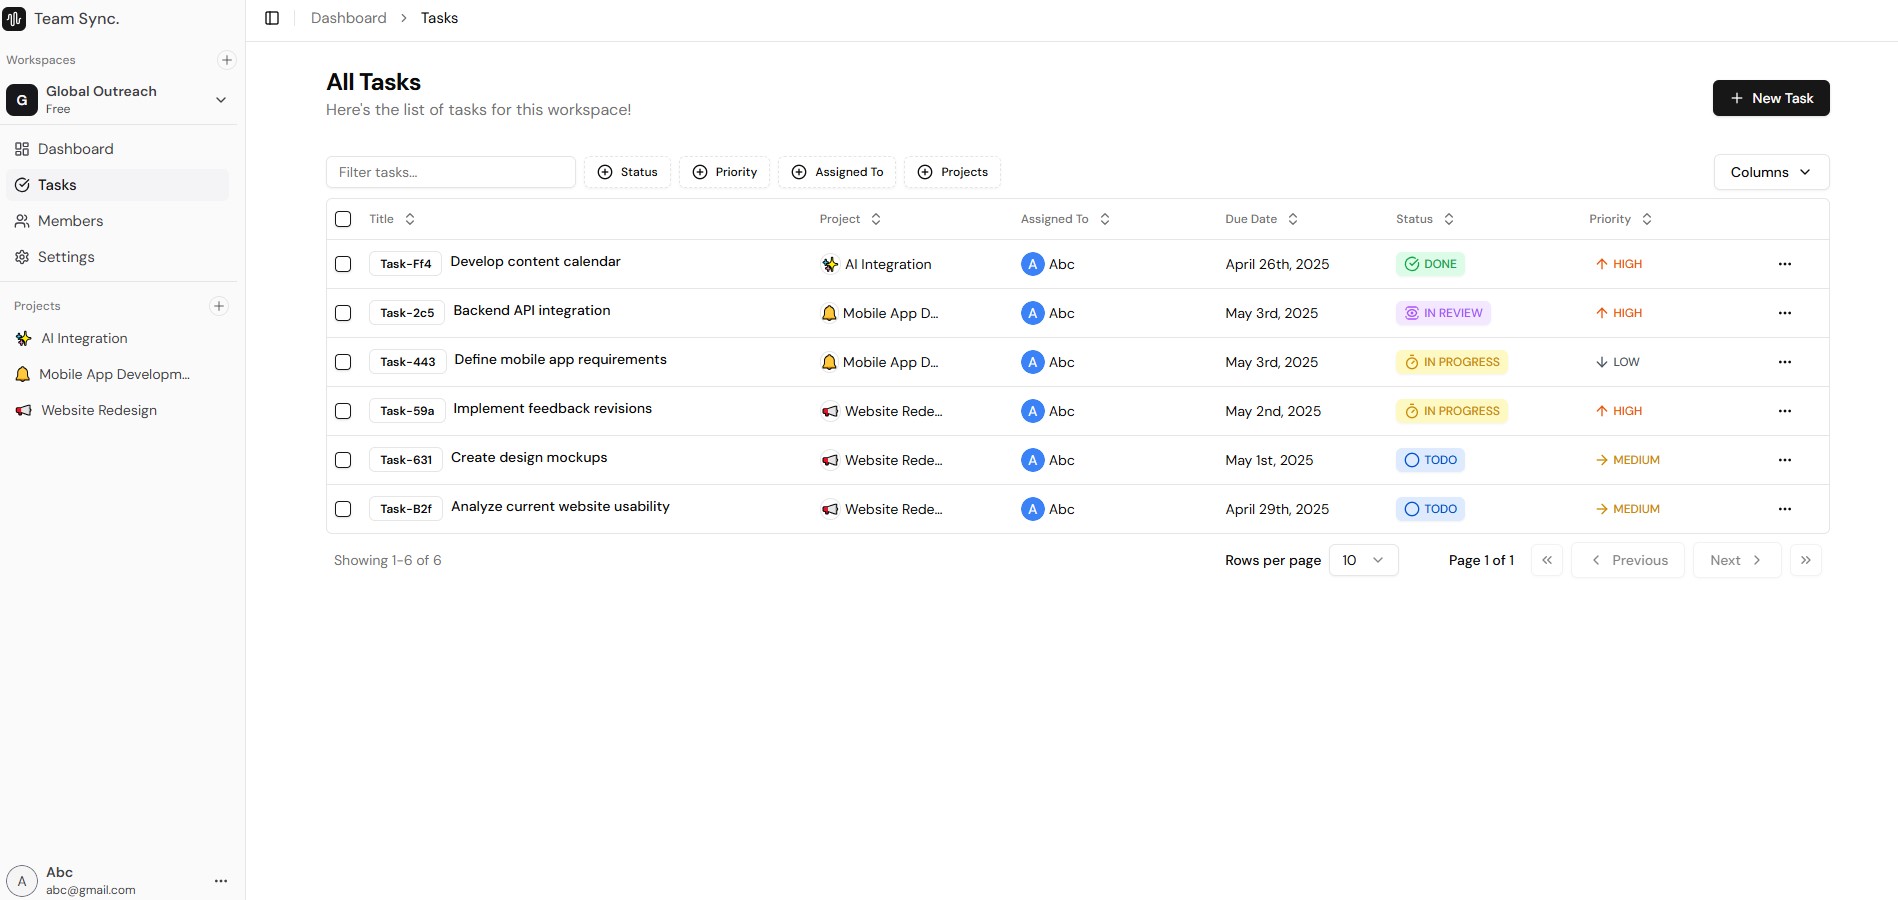 Team Sync.
Workspaces
G
Global Outreach
Free
Dashboard
Tasks
Members
Settings
Projects
AI Integration
Mobile App Developm...
Website Redesign
A
Abc
abc@gmail.com
Dashboard > Tasks
All Tasks
Here's the list of tasks for this workspace!
New Task
Filter tasks... Status Priority Assigned To Projects Columns
Title Project Assigned To Due Date Status Priority
Task-Ff4 Develop content calendar AI Integration A Abc April 26th, 2025 DONE HIGH
Task-2c5 Backend API integration Mobile App D... A Abc May 3rd, 2025 IN REVIEW HIGH
Task-443 Define mobile app requirements Mobile App D... A Abc May 3rd, 2025 IN PROGRESS LOW
Task-59a Implement feedback revisions Website Rede... A Abc May 2nd, 2025 IN PROGRESS HIGH
Task-631 Create design mockups Website Rede... A Abc May 1st, 2025 TODO MEDIUM
Task-B2f Analyze current website usability Website Rede... A Abc April 29th, 2025 TODO MEDIUM
Showing 1-6 of 6 Rows per page 10 Page 1 of 1 Previous Next